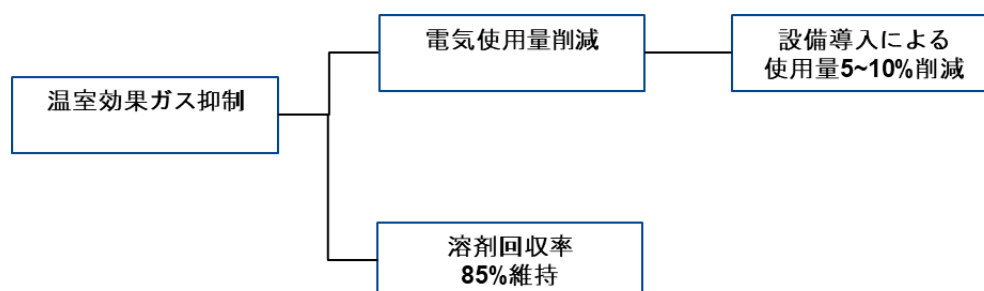 電気使用量削減
設備導入による
使用量5~10%削減
温室効果ガス抑制
溶剤回収率
85%維持